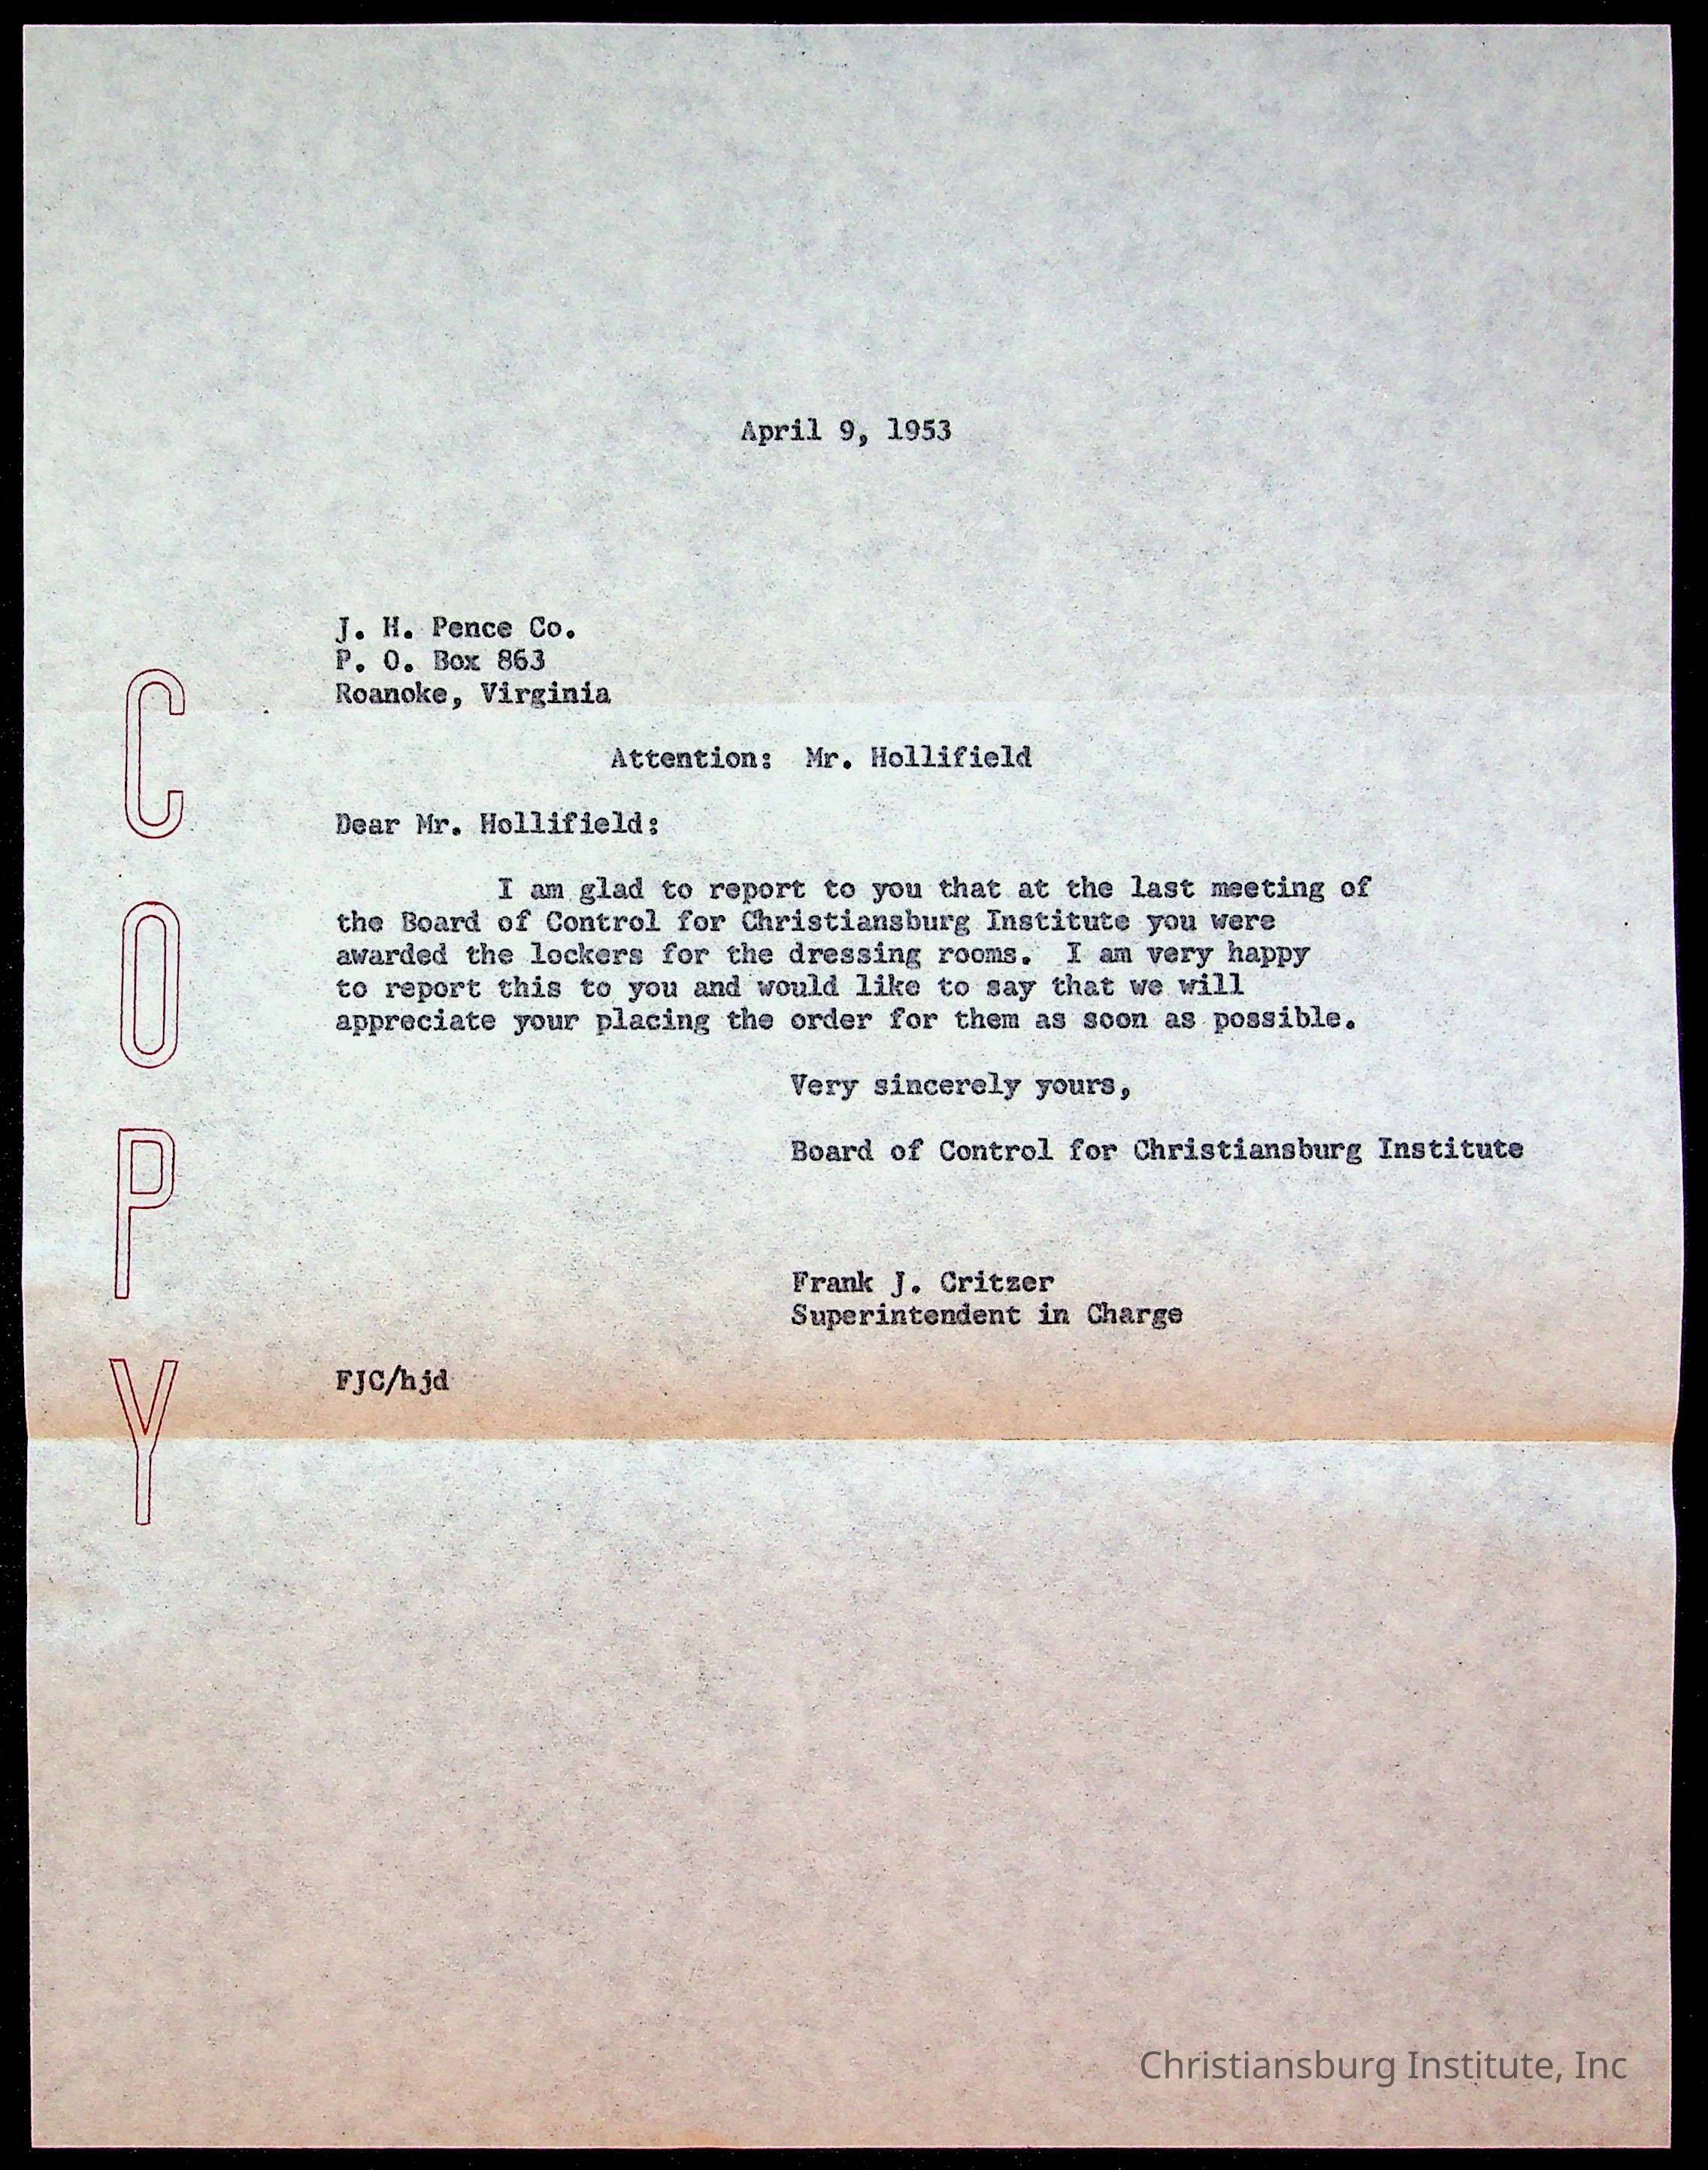 April 9, 1953
J. H. Pence Co.
P. O. Box 863
Roanoke, Virginia
Attention: Mr. Hollifield
Dear Mr. Hollifield:
I am glad to report to you that at the last meeting of
the Board of Control for Christiansburg Institute you were
awarded the lockers for the dressing rooms. I am very happy
to report this to you and would like to say that we will
appreciate your placing the order for them as soon as possible.
Very sincerely yours,
Board of Control for Christiansburg Institute
Frank J. Critzer
Superintendent in Charge
FJC/hjd
COPY
Christiansburg Institute, Inc